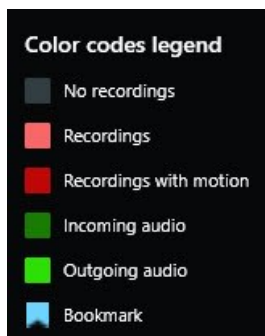 Color codes legend
No recordings
Recordings
Recordings with motion
Incoming audio
Outgoing audio
Bookmark